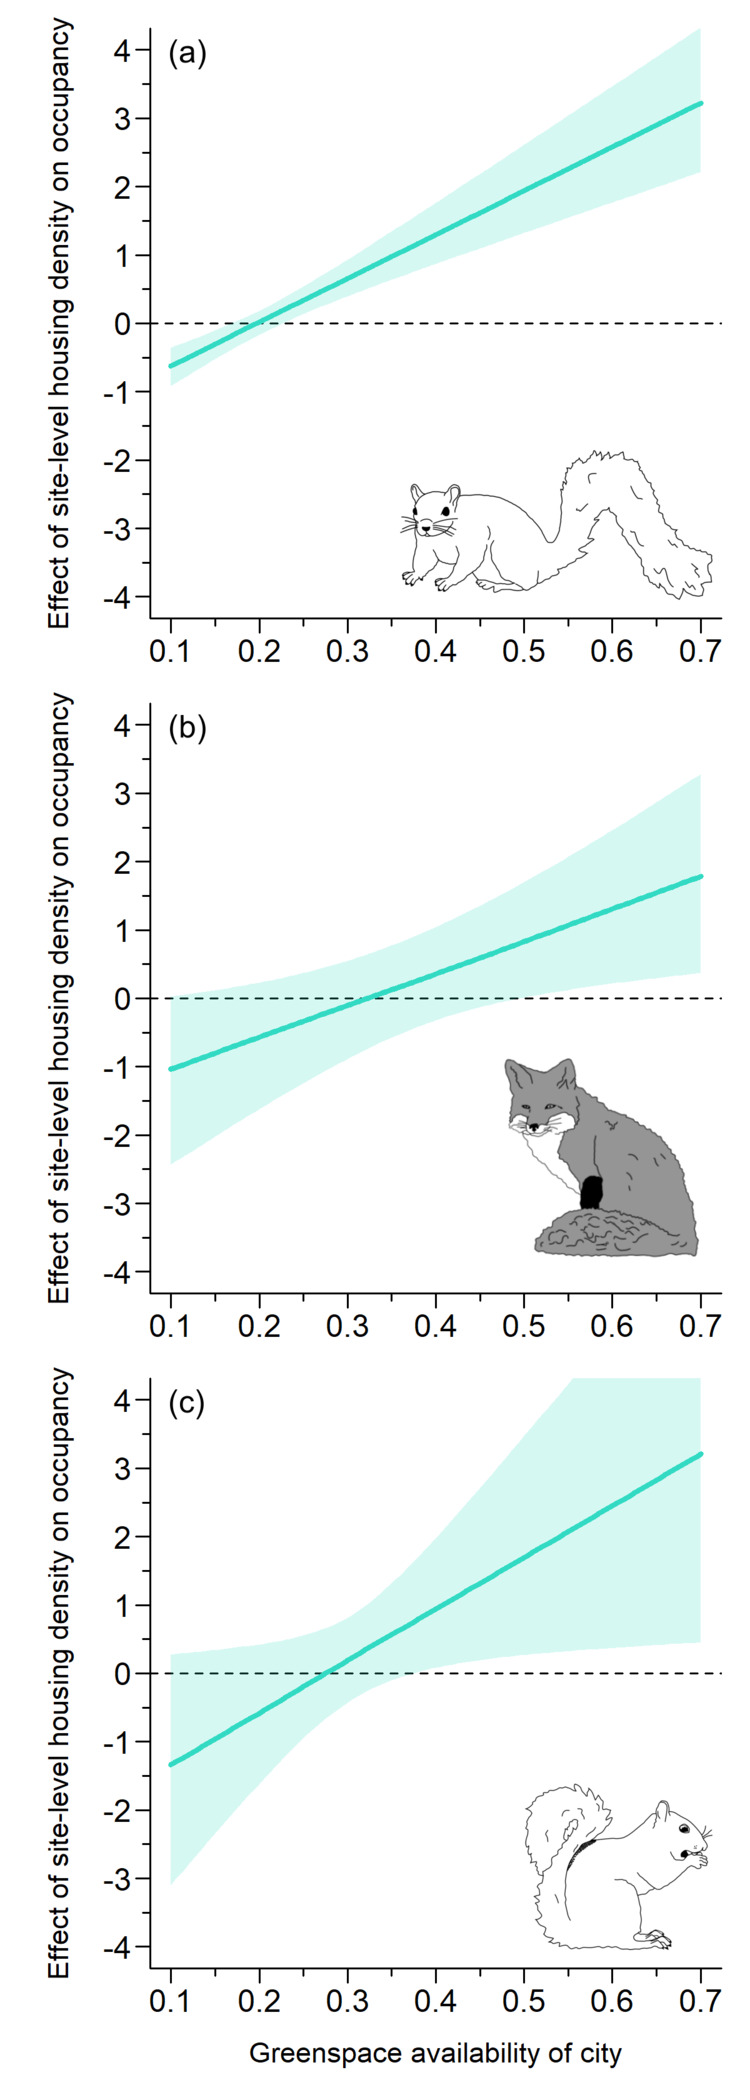 (a)
Effect of site-level housing density on occupancy
4
3
2
1
0
-1
-2
-3
-4
0.1 0.2 0.3 0.4 0.5 0.6 0.7
(b)
Effect of site-level housing density on occupancy
4
3
2
1
0
-1
-2
-3
-4
0.1 0.2 0.3 0.4 0.5 0.6 0.7
(c)
Effect of site-level housing density on occupancy
4
3
2
1
0
-1
-2
-3
-4
0.1 0.2 0.3 0.4 0.5 0.6 0.7
Greenspace availability of city